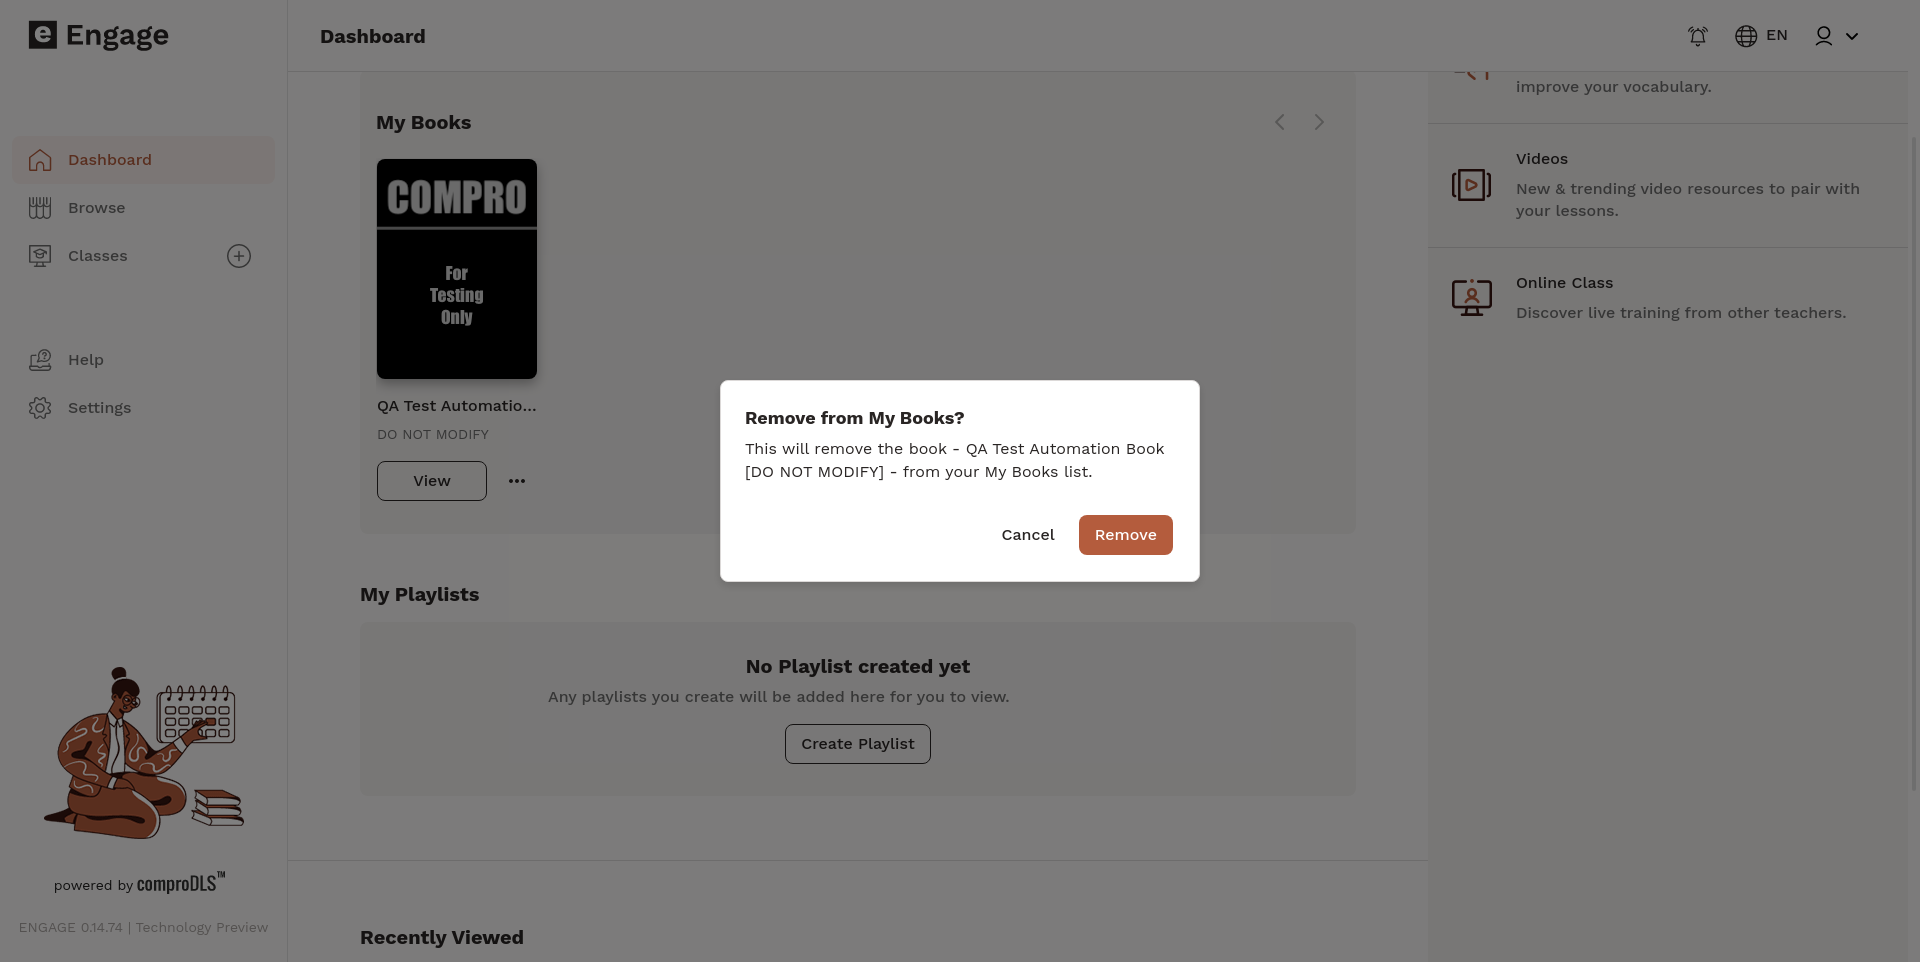 e Engage
Dashboard
EN
Dashboard
Browse
Classes
Help
Settings
powered by comproDLS™
ENGAGE 0.14.74 | Technology Preview
My Books
COMPRO
For
Testing
Only
QA Test Automatio...
DO NOT MODIFY
View
My Playlists
No Playlist created yet
Any playlists you create will be added here for you to view.
Create Playlist
Recently Viewed
improve your vocabulary.
Videos
New & trending video resources to pair with
your lessons.
Online Class
Discover live training from other teachers.
Remove from My Books?
This will remove the book - QA Test Automation Book
[DO NOT MODIFY] - from your My Books list.
Cancel
Remove